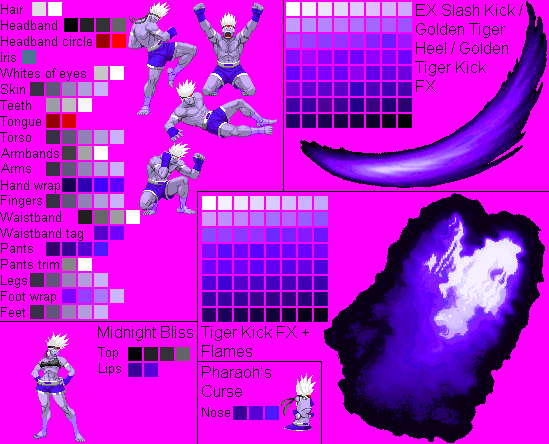 Hair
Headband
Headband circle
Iris
Whites of eyes
Skin
Teeth
Tongue
Torso
Armbands
Arms
Hand wrap
Fingers
Waistband
Waistband tag
Pants
Pants trim
Legs
Foot wrap
Feet
EX Slash Kick /
Golden Tiger
Heel / Golden
Tiger Kick
FX
Midnight Bliss
Top
Lips
Tiger Kick FX +
Flames
Pharaoh's
Curse
Nose